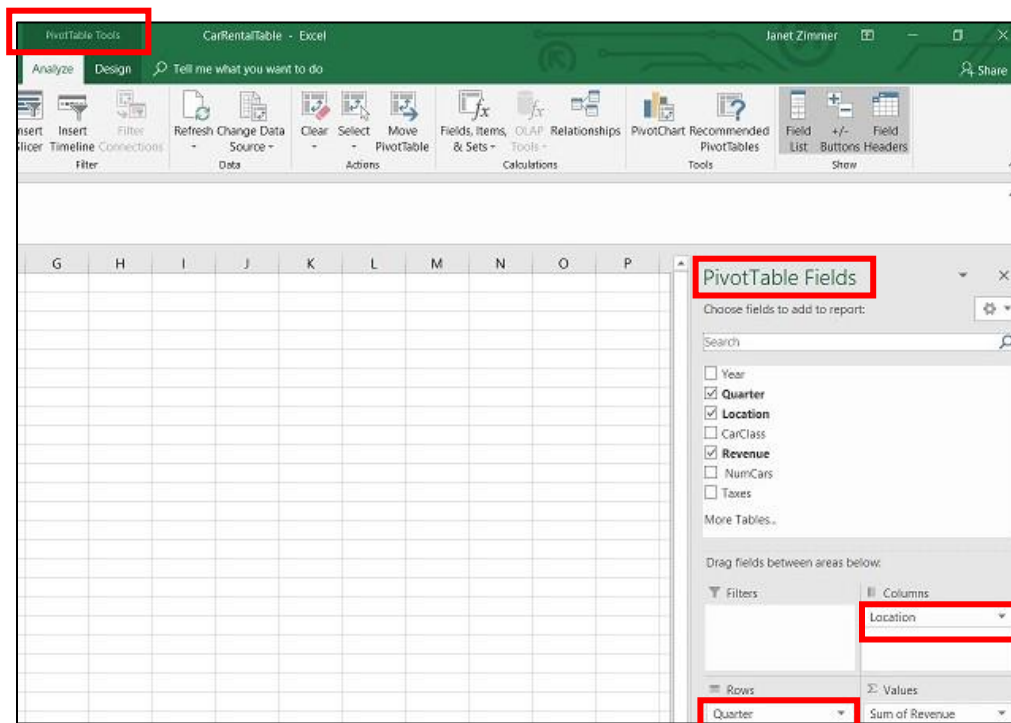 PivotTable Tools CarRentalTable - Excel Janet Zimmer
Analyze Design Tell me what you want to do Share
nsert Insert Filter Refresh Change Data Clear Select Move Fields, Items, OLAP Relationships PivotChart Recommended Field +/- Field
licer Timeline Connections Source PivotTable & Sets Tools PivotTables List Buttons Headers
Filter Data Actions Calculations Tools Show
G H I J K L M N O P
PivotTable Fields
Choose fields to add to report:
Search
Year
Quarter
Location
CarClass
Revenue
NumCars
Taxes
More Tables...
Drag fields between areas below:
Filters Columns
Location
Rows Σ Values
Quarter Sum of Revenue